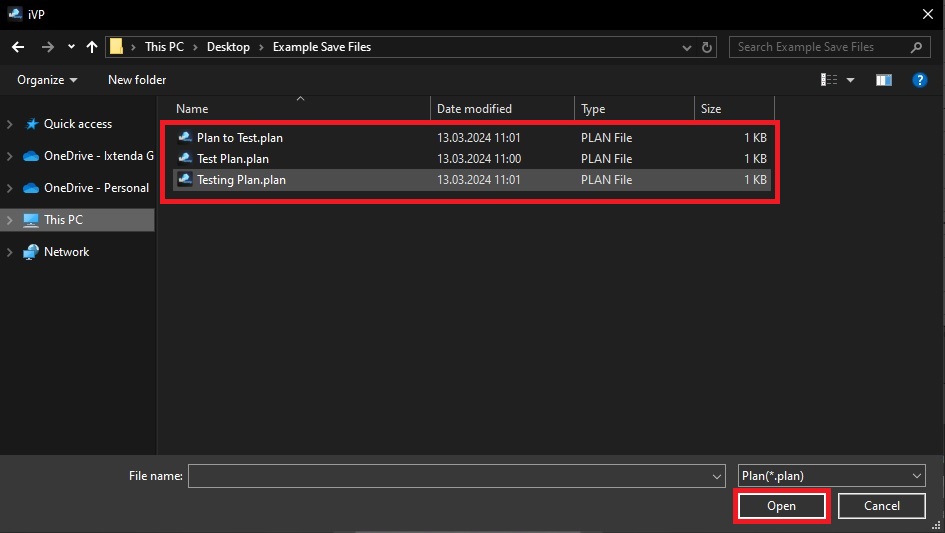 iVP
This PC > Desktop > Example Save Files
Search Example Save Files
Organize
New folder
Name Date modified Type Size
Quick access
OneDrive - Ixtenda G
OneDrive - Personal
This PC
Network
Plan to Test.plan 13.03.2024 11:01 PLAN File 1 KB
Test Plan.plan 13.03.2024 11:00 PLAN File 1 KB
Testing Plan.plan 13.03.2024 11:01 PLAN File 1 KB
File name:
Plan(*.plan)
Open
Cancel